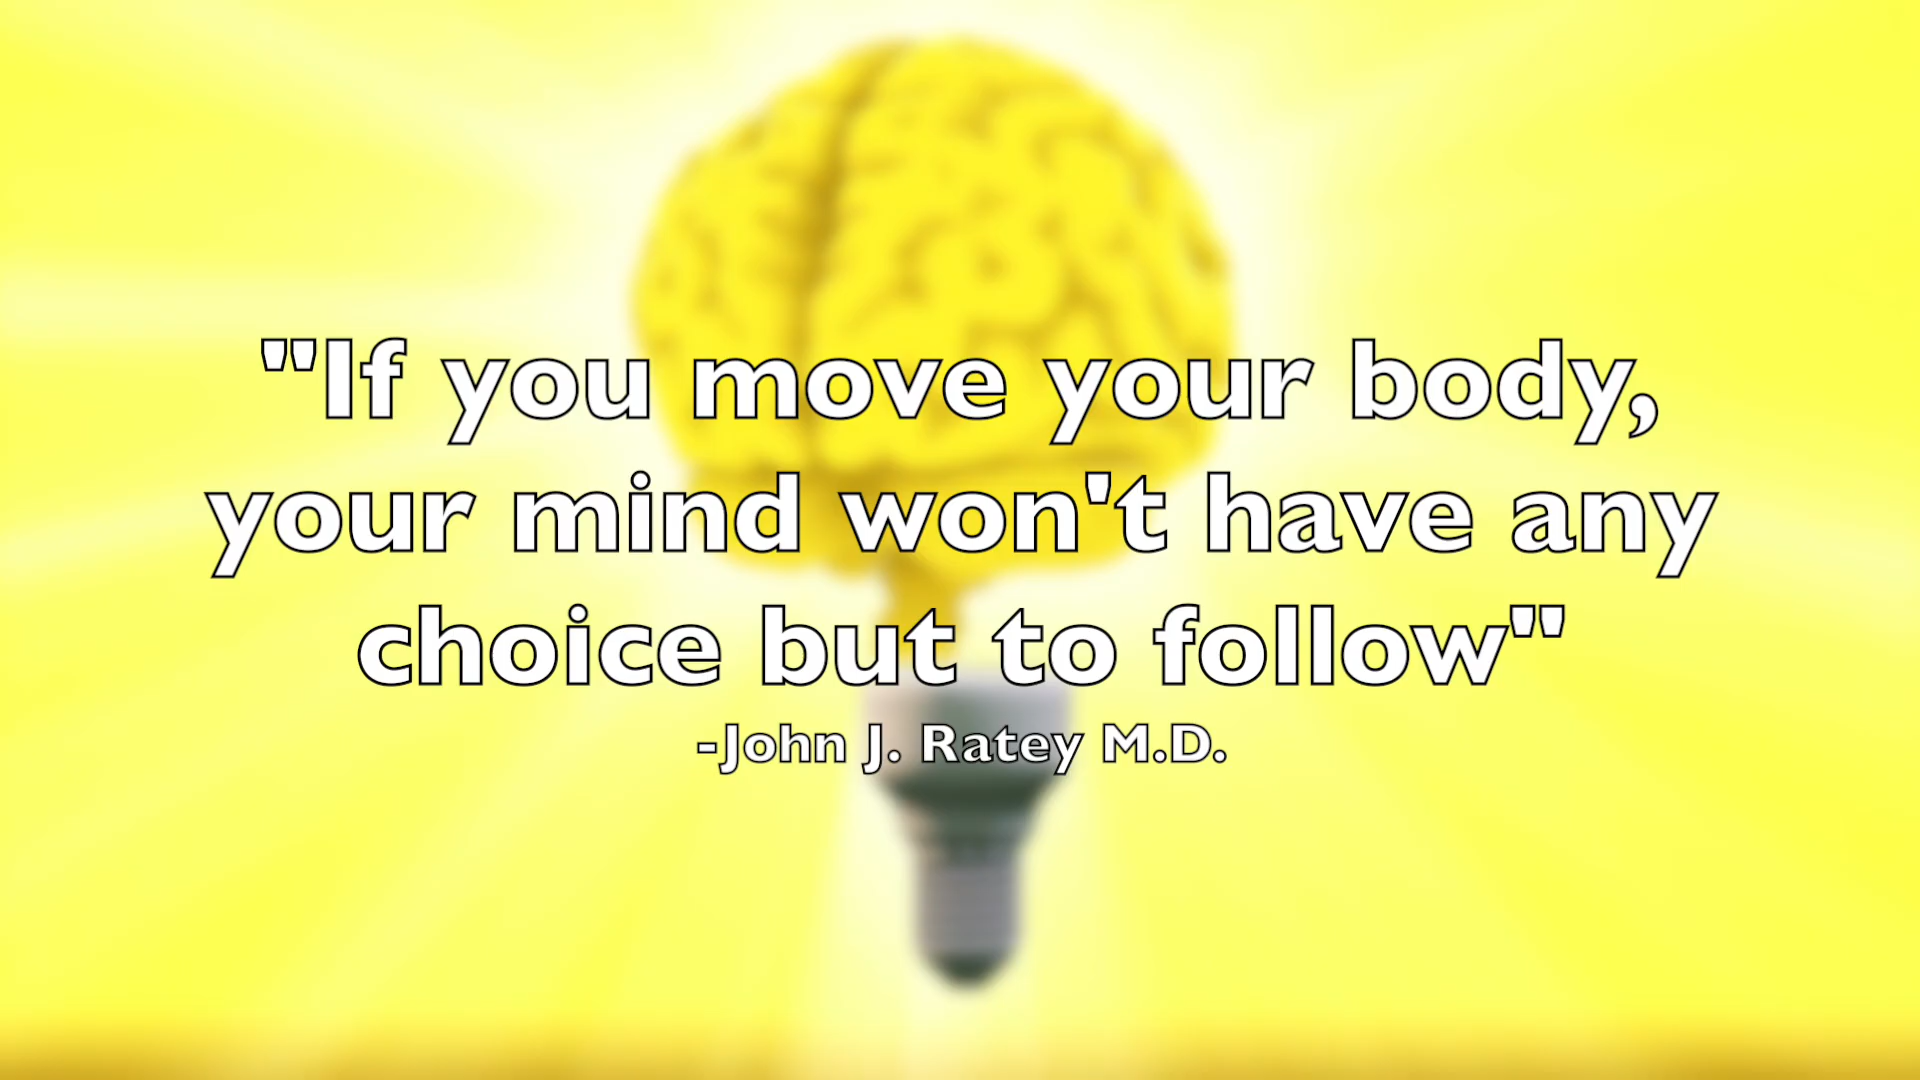 "If you move your body,
your mind won't have any
choice but to follow"
-John J. Ratey M.D.